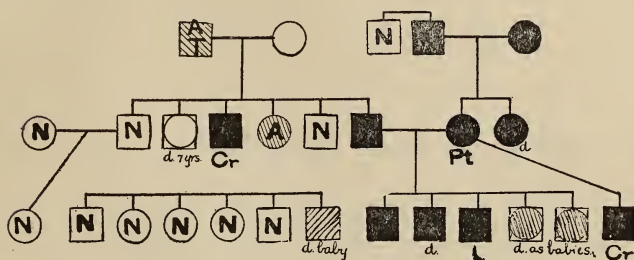 A
T N
N N d. 7yrs. Cr A N Pt d.
N N N N N N d. baby d. L d. as babies. Cr